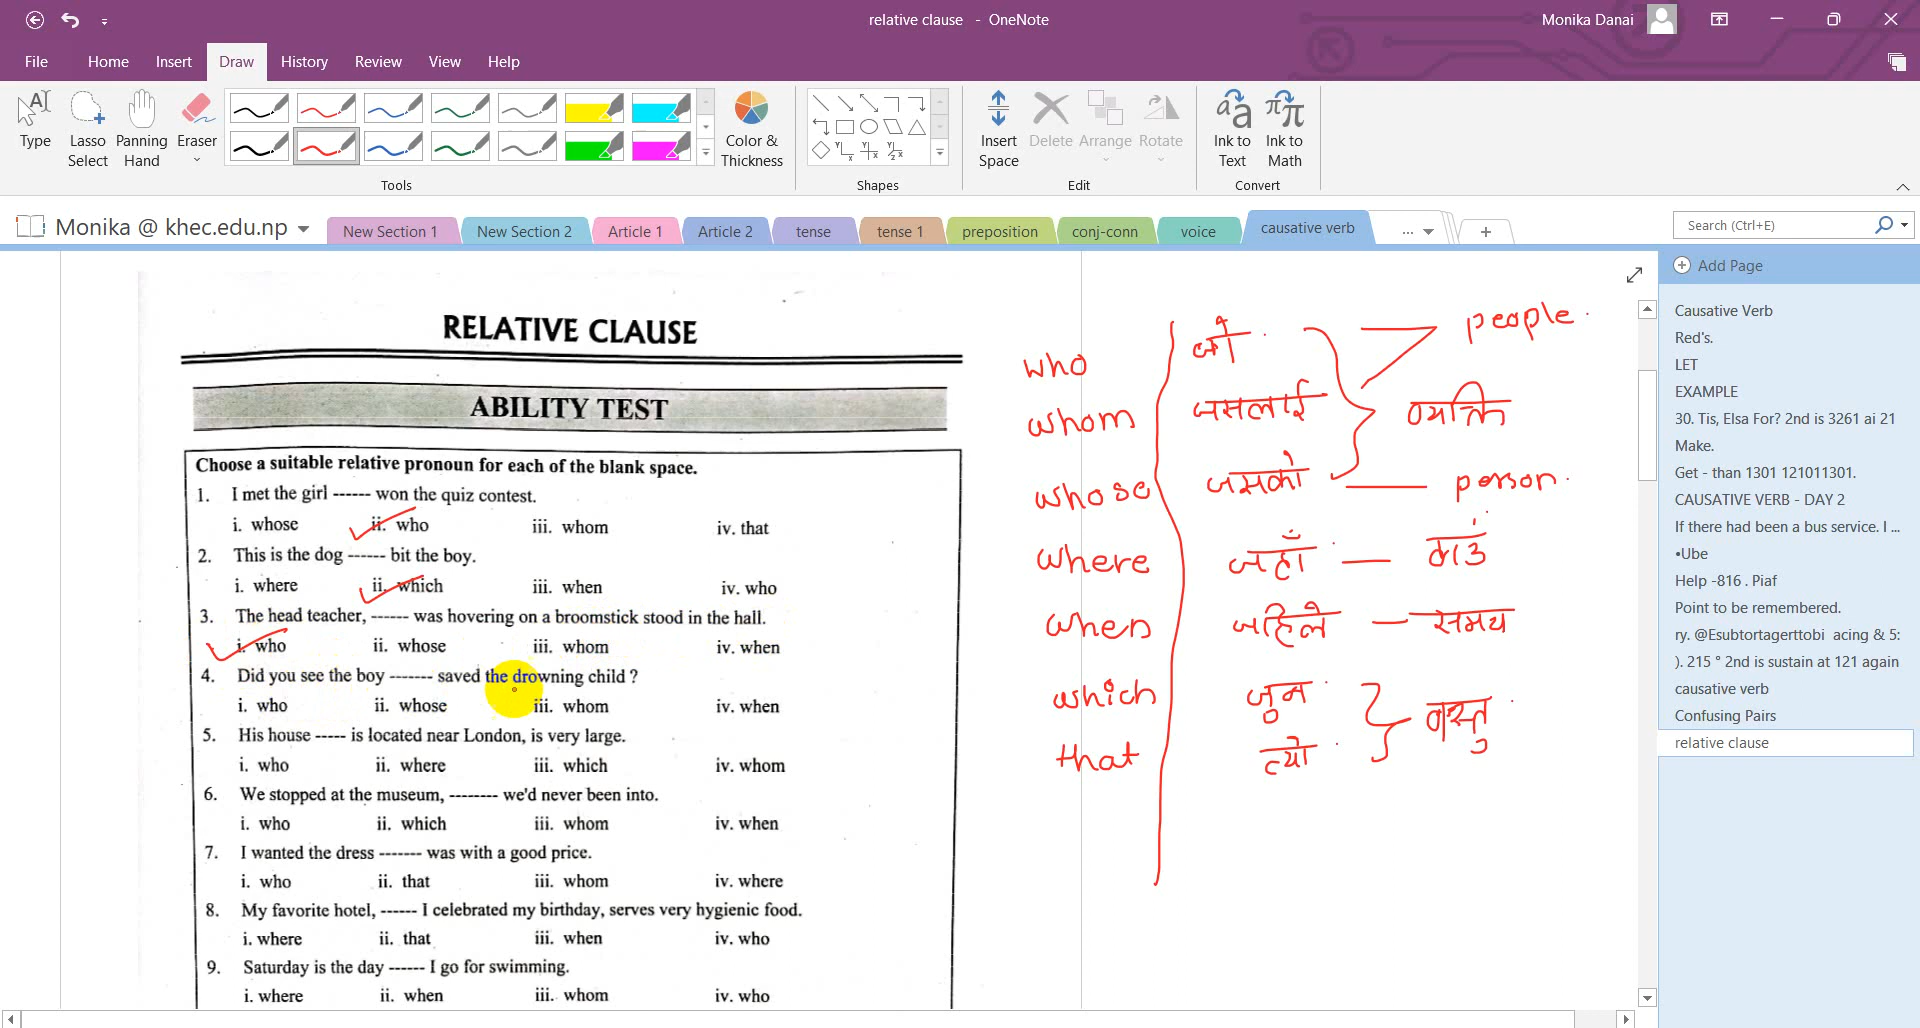 relative clause - OneNote
Monika Danai
File Home Insert Draw History Review View Help
Type
Lasso Select
Panning Hand
Eraser
Color & Thickness
Insert Space
Delete
Arrange
Rotate
Ink to Text
Ink to Math
Tools
Shapes
Edit
Convert
Monika @ khec.edu.np
New Section 1
New Section 2
Article 1
Article 2
tense
tense 1
preposition
conj-conn
voice
causative verb
...
Search (Ctrl+E)
RELATIVE CLAUSE
ABILITY TEST
Choose a suitable relative pronoun for each of the blank space.
1. I met the girl ------ won the quiz contest.
i. whose ii. who iii. whom iv. that
2. This is the dog ------ bit the boy.
i. where ii. which iii. when iv. who
3. The head teacher, ------ was hovering on a broomstick stood in the hall.
i. who ii. whose iii. whom iv. when
4. Did you see the boy ------- saved the drowning child ?
i. who ii. whose iii. whom iv. when
5. His house ----- is located near London, is very large.
i. who ii. where iii. which iv. whom
6. We stopped at the museum, -------- we'd never been into.
i. who ii. which iii. whom iv. when
7. I wanted the dress ------- was with a good price.
i. who ii. that iii. whom iv. where
8. My favorite hotel, ------ I celebrated my birthday, serves very hygienic food.
i. where ii. that iii. when iv. who
9. Saturday is the day ------ I go for swimming.
i. where ii. when iii. whom iv. who
who जो people.
whom जसलाई व्यक्ति
whose जसको — person.
where जहाँ —
when जहिले — समय
which जुन वस्तु
that त्यो
Add Page
Causative Verb
Red's.
LET
EXAMPLE
30. Tis, Elsa For? 2nd is 3261 ai 21
Make.
Get - than 1301 121011301.
CAUSATIVE VERB - DAY 2
If there had been a bus service. I ...
•Ube
Help -816 . Piaf
Point to be remembered.
ry. @Esubtortagerttobi acing & 5:
). 215 ° 2nd is sustain at 121 again
causative verb
Confusing Pairs
relative clause